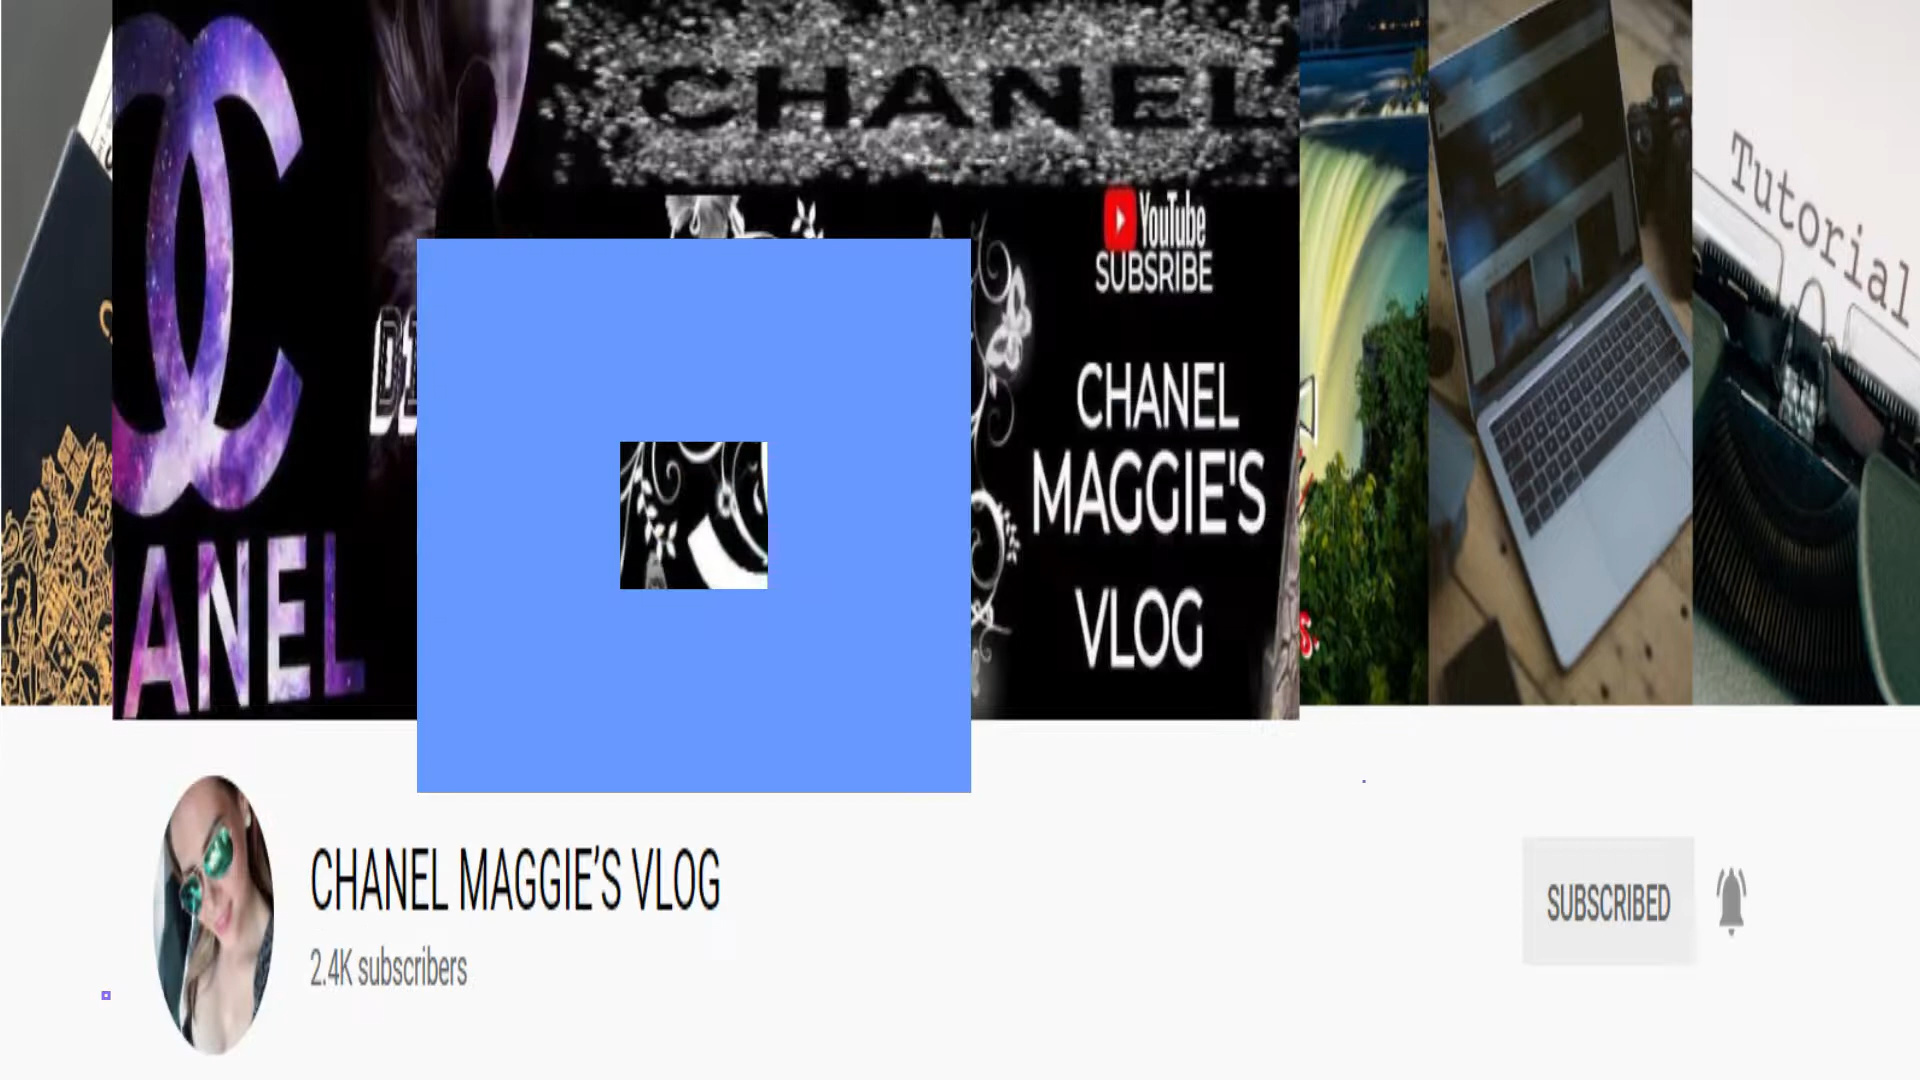 CHANEL
Tutorial
YouTube
SUBSRIBE
CHANEL
MAGGIE'S
VLOG
ANEL
CHANEL MAGGIE'S VLOG
2.4K subscribers
SUBSCRIBED